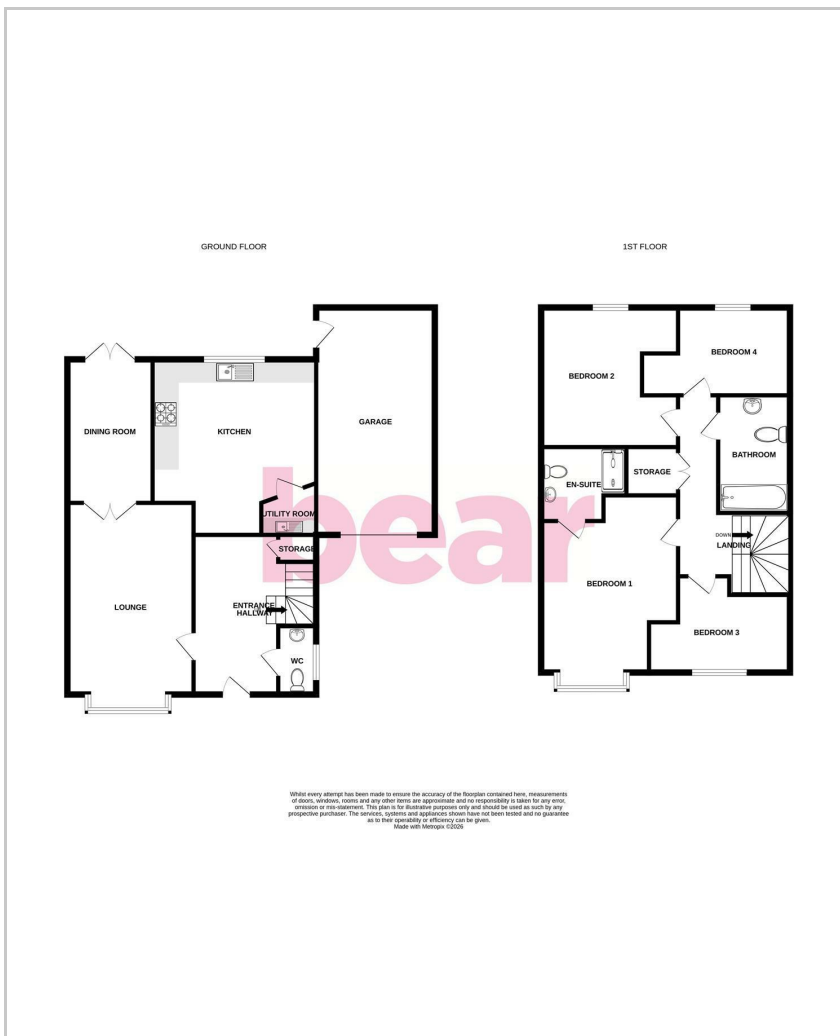 GROUND FLOOR
1ST FLOOR
DINING ROOM
KITCHEN
GARAGE
UTILITY ROOM
STORAGE
LOUNGE
ENTRANCE
HALLWAY
WC
BEDROOM 2
BEDROOM 4
EN-SUITE
STORAGE
BATHROOM
DOWN
LANDING
BEDROOM 1
BEDROOM 3
bear
Whilst every attempt has been made to ensure the accuracy of the floorplan contained here, measurements
of doors, windows, rooms and any other items are approximate and no responsibility is taken for any error,
omission or mis-statement. This plan is for illustrative purposes only and should be used as such by any
prospective purchaser. The services, systems and appliances shown have not been tested and no guarantee
as to their operability or efficiency can be given.
Made with Metropix ©2026